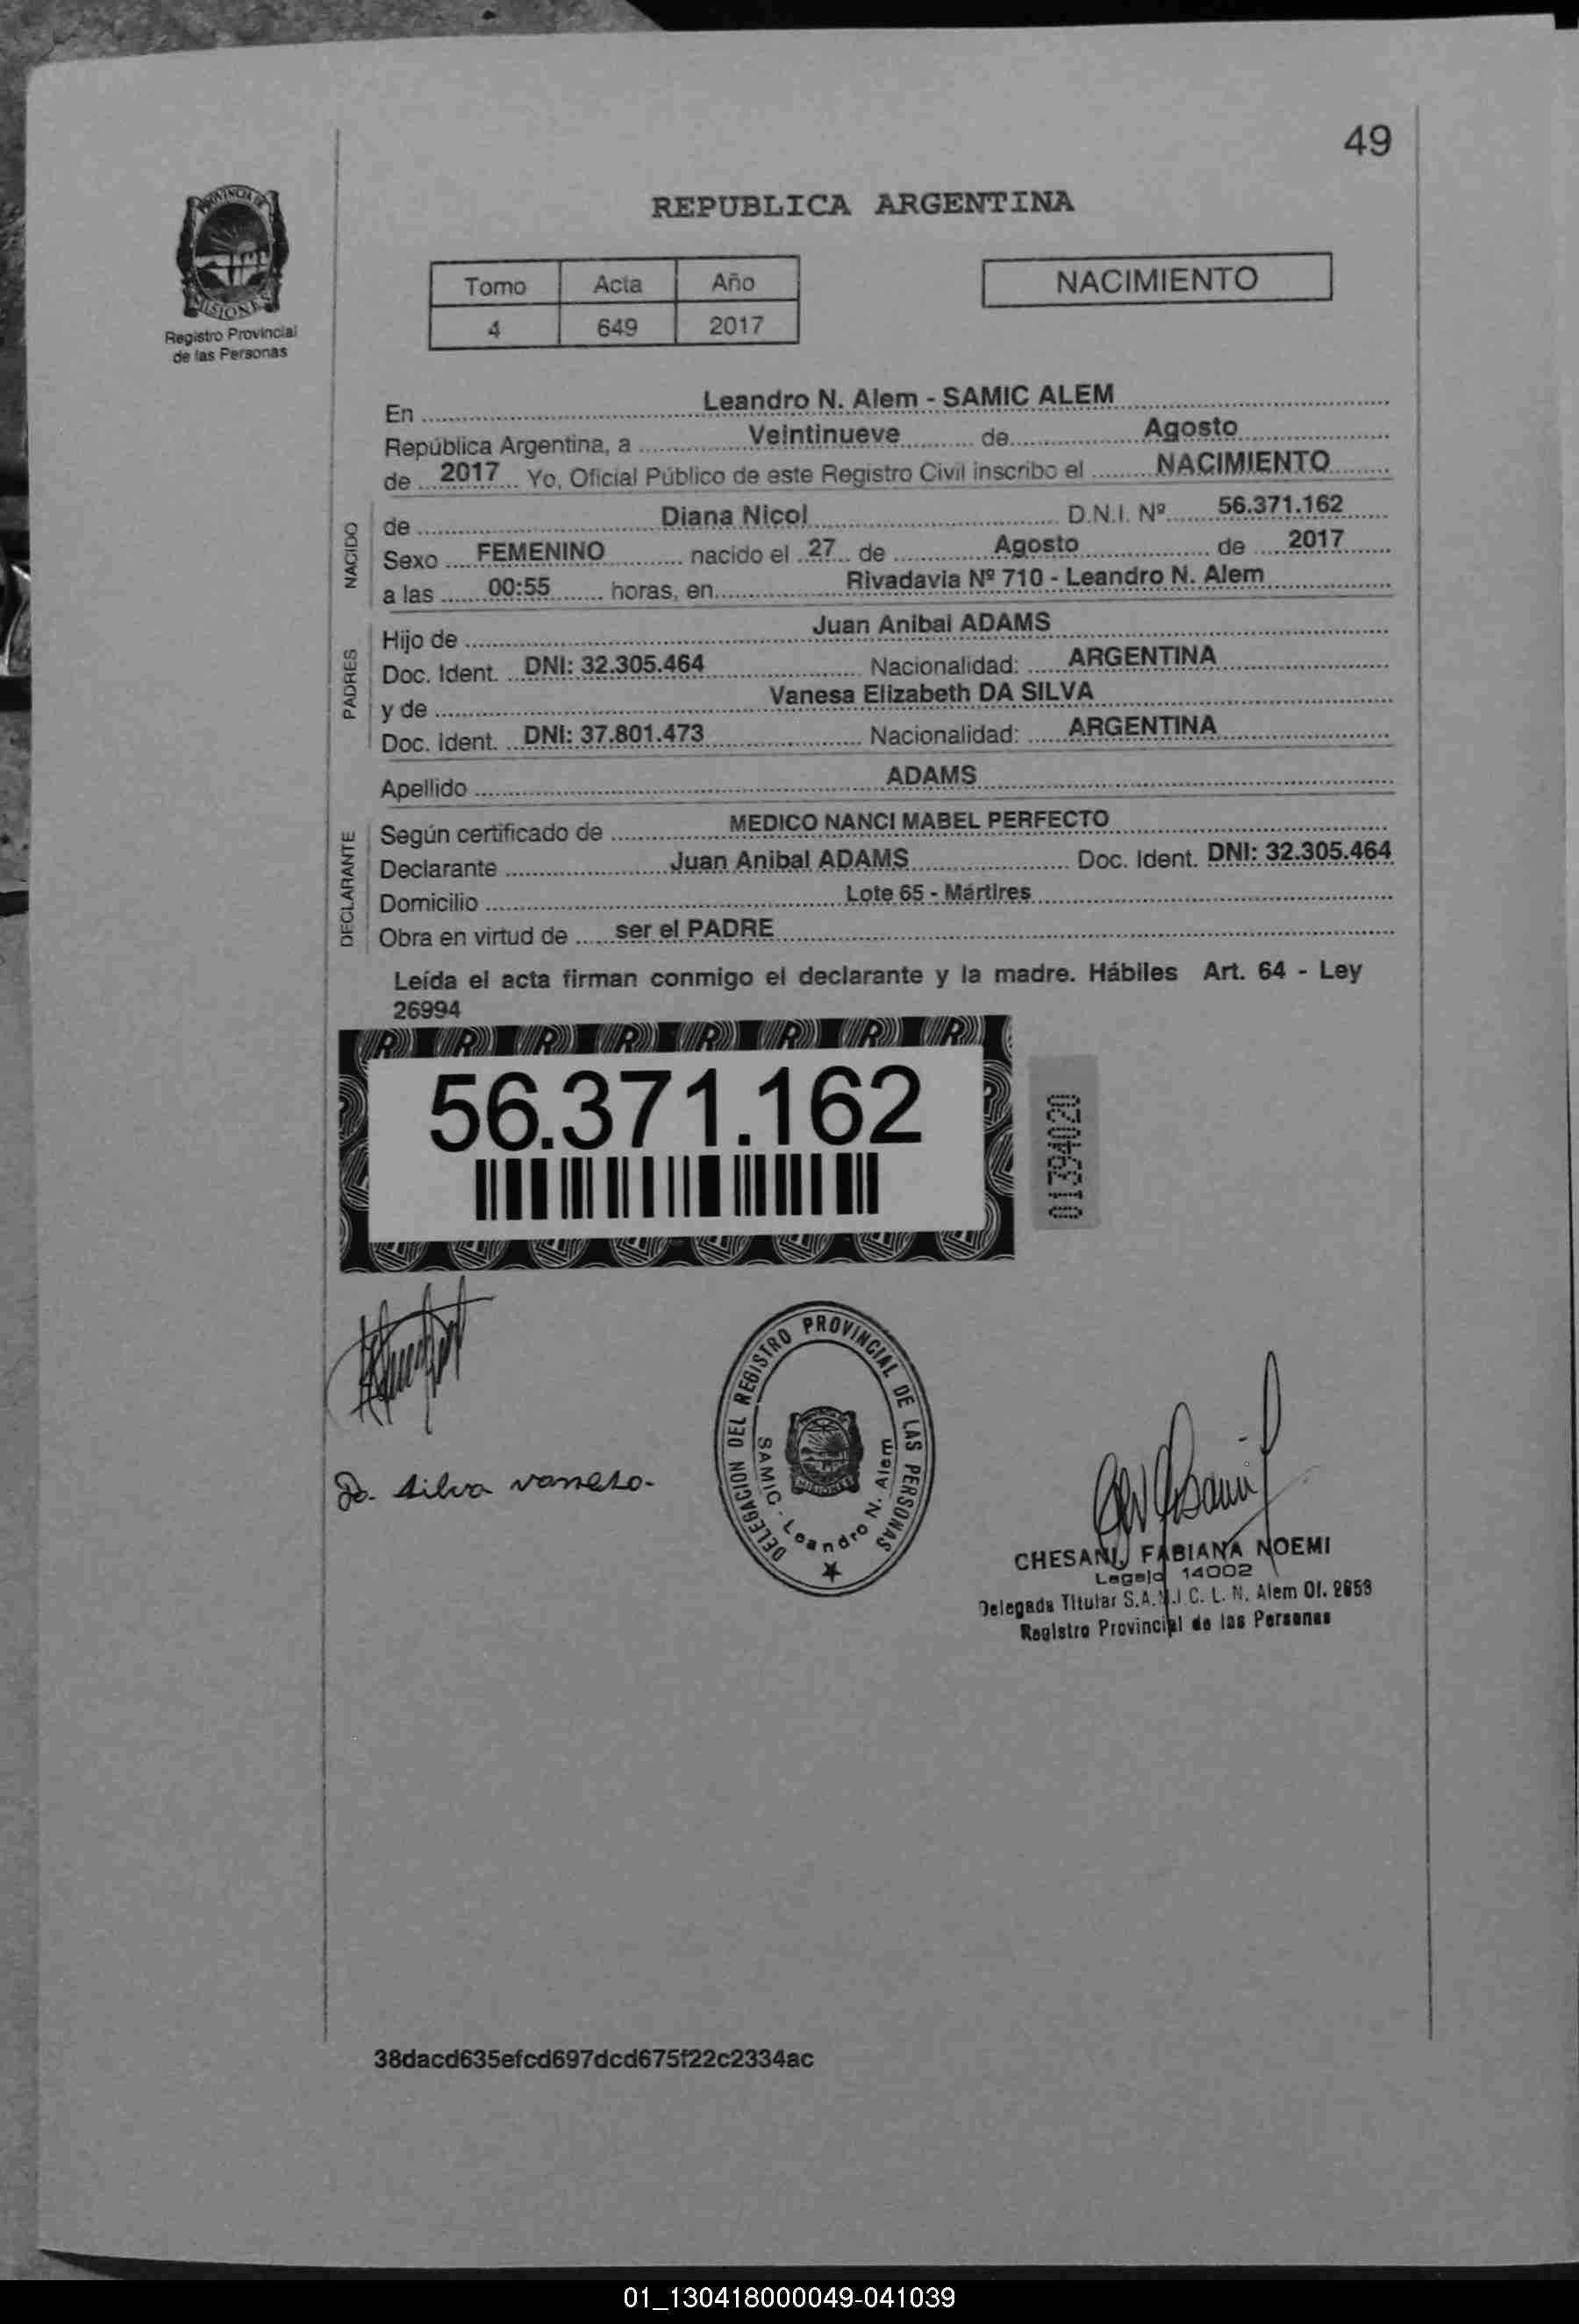 49
PROVINCIA DE
MISIONES
Registro Provincial
de las Personas
REPUBLICA ARGENTINA
Tomo Acta Año
4 649 2017
NACIMIENTO
En Leandro N. Alem - SAMIC ALEM
República Argentina, a Veintinueve de Agosto
de 2017 Yo, Oficial Público de este Registro Civil inscribo el NACIMIENTO
NACIDO
de Diana Nicol D.N.I. Nº 56.371.162
Sexo FEMENINO nacido el 27 de Agosto de 2017
a las 00:55 horas, en Rivadavia Nº 710 - Leandro N. Alem
PADRES
Hijo de Juan Anibal ADAMS
Doc. Ident. DNI: 32.305.464 Nacionalidad: ARGENTINA
y de Vanesa Elizabeth DA SILVA
Doc. Ident. DNI: 37.801.473 Nacionalidad: ARGENTINA
Apellido ADAMS
DECLARANTE
Según certificado de MEDICO NANCI MABEL PERFECTO
Declarante Juan Anibal ADAMS Doc. Ident. DNI: 32.305.464
Domicilio Lote 65 - Mártires
Obra en virtud de ser el PADRE
Leída el acta firman conmigo el declarante y la madre. Hábiles Art. 64 - Ley
26994
56.371.162
01394020
Da silva vanesa.
DELEGACION DEL REGISTRO PROVINCIAL DE LAS PERSONAS
SAMIC - Leandro N. Alem
MISIONES
CHESANI, FABIANA NOEMI
Legajo 14002
Delegada Titular S.A.M.I.C. L. N. Alem Of. 2653
Registro Provincial de las Personas
38dacd635efcd697dcd675f22c2334ac
01_130418000049-041039